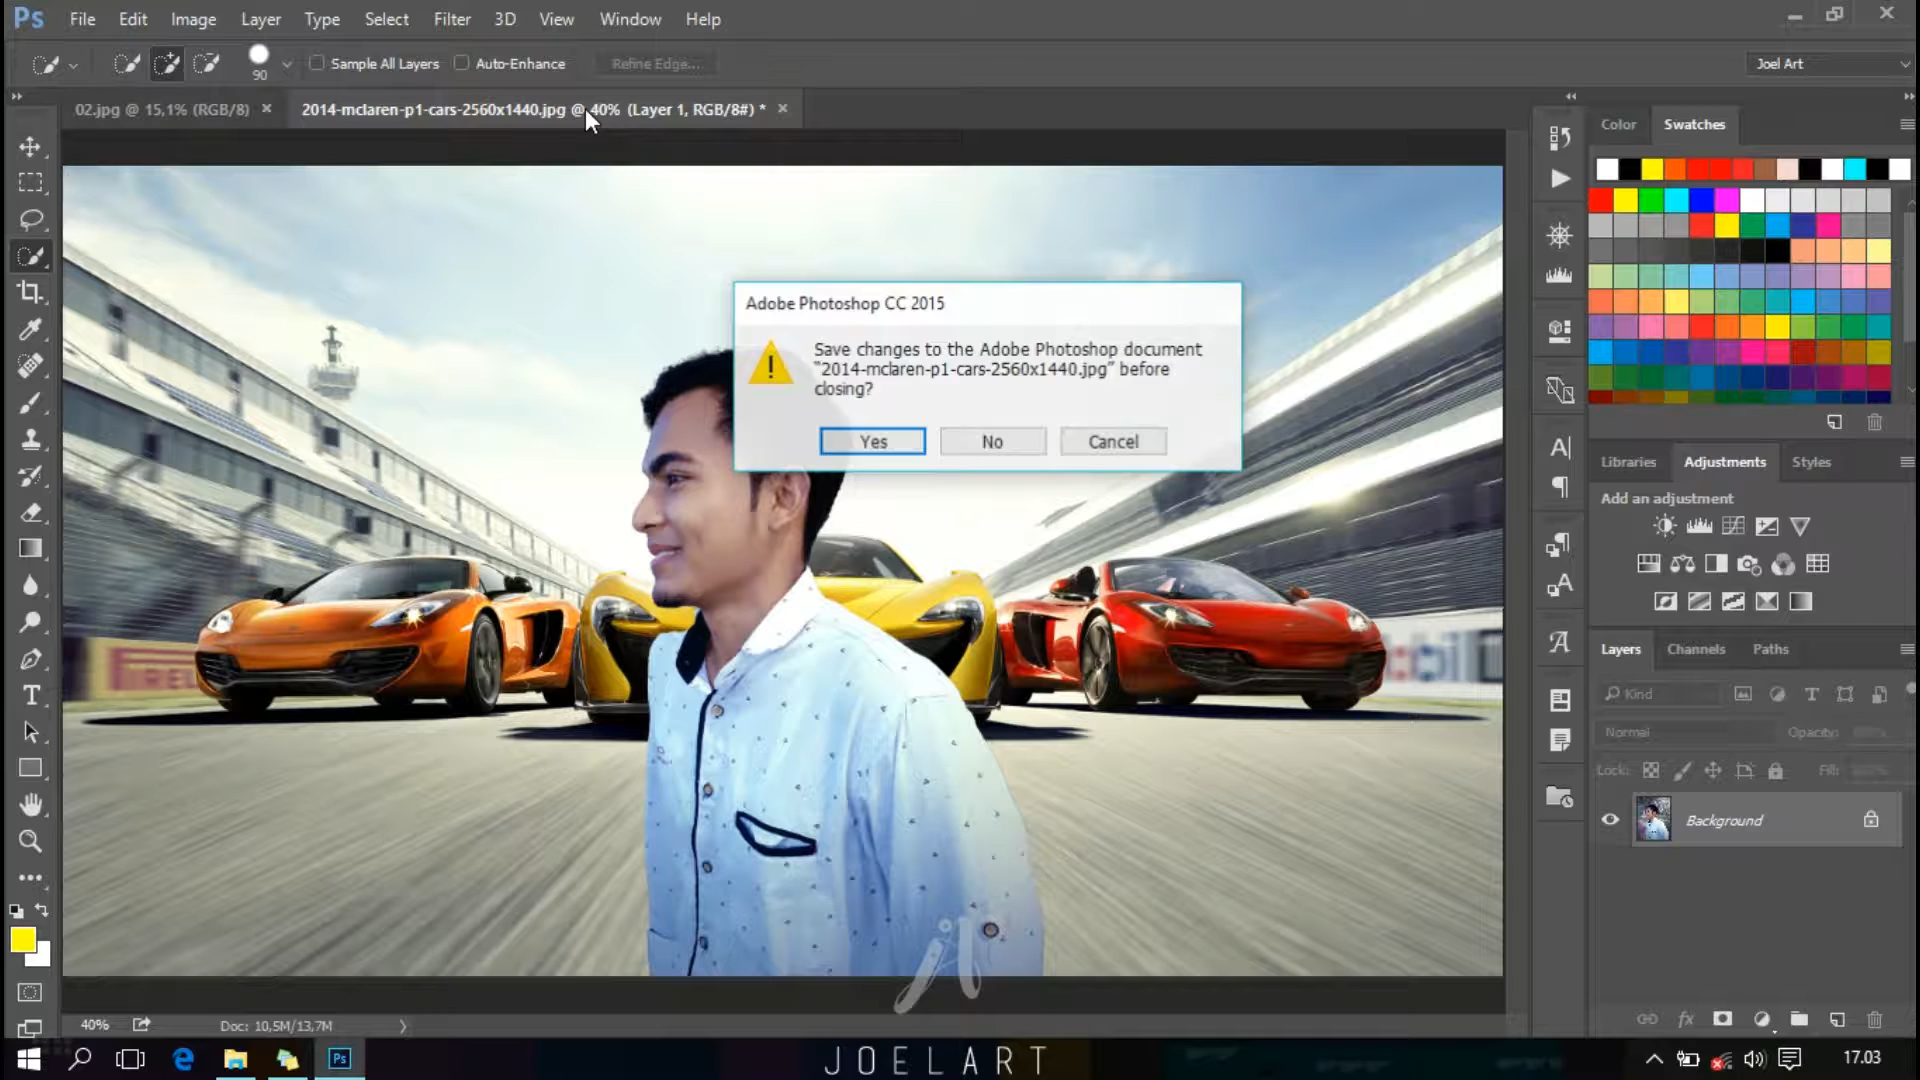 Ps File Edit Image Layer Type Select Filter 3D View Window Help
90 Sample All Layers Auto-Enhance Refine Edge... Joel Art
02.jpg @ 15,1% (RGB/8) × 2014-mclaren-p1-cars-2560x1440.jpg @ 40% (Layer 1, RGB/8#) * ×
Color Swatches
Adobe Photoshop CC 2015
Save changes to the Adobe Photoshop document
"2014-mclaren-p1-cars-2560x1440.jpg" before
closing?
Yes No Cancel
Libraries Adjustments Styles
Add an adjustment
Layers Channels Paths
Kind
Normal Opacity:
Lock: Fill:
Background
40% Doc: 10,5M/13,7M
JOELART
17.03